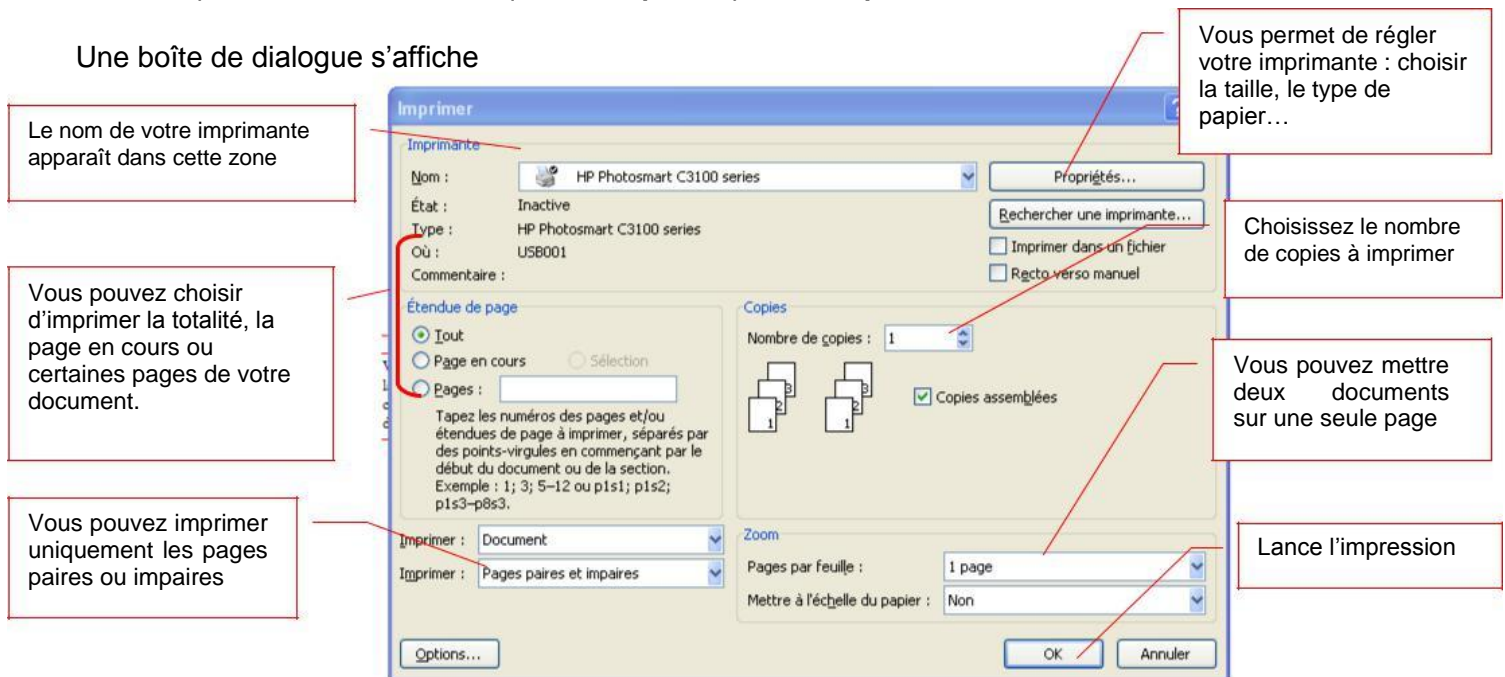 Une boîte de dialogue s’affiche
Vous permet de régler
votre imprimante : choisir
la taille, le type de
papier…
Le nom de votre imprimante
apparaît dans cette zone
Imprimer
Imprimante
Nom :
HP Photosmart C3100 series
Propriétés...
État :
Inactive
Rechercher une imprimante...
Type :
HP Photosmart C3100 series
Où :
USB001
Imprimer dans un fichier
Commentaire :
Recto verso manuel
Choisissez le nombre
de copies à imprimer
Vous pouvez choisir
d’imprimer la totalité, la
page en cours ou
certaines pages de votre
document.
Étendue de page
Tout
Page en cours
Sélection
Pages :
Tapez les numéros des pages et/ou
étendues de page à imprimer, séparés par
des points-virgules en commençant par le
début du document ou de la section.
Exemple : 1; 3; 5–12 ou p1s1; p1s2;
p1s3–p8s3.
Copies
Nombre de copies : 1
3
2
1
3
2
1
Copies assemblées
Vous pouvez mettre
deux documents
sur une seule page
Vous pouvez imprimer
uniquement les pages
paires ou impaires
Imprimer : Document
Imprimer : Pages paires et impaires
Zoom
Pages par feuille : 1 page
Mettre à l'échelle du papier : Non
Lance l’impression
Options...
OK
Annuler